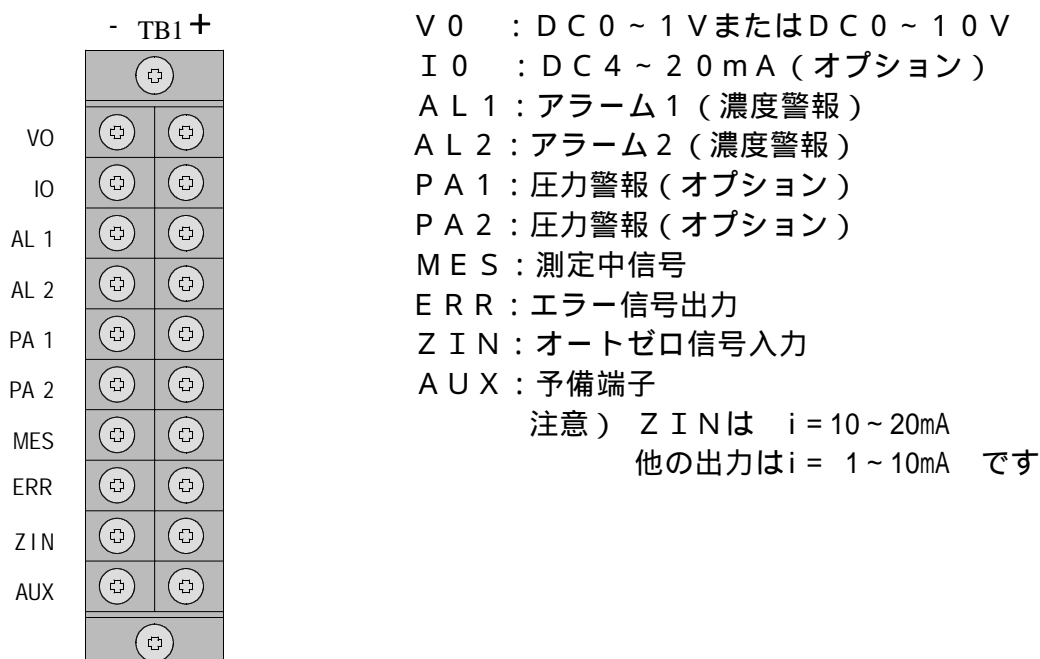 - TB1 +
VO
IO
AL 1
AL 2
PA 1
PA 2
MES
ERR
ZIN
AUX
V０　：ＤＣ０~１ＶまたはＤＣ０~１０Ｖ
Ｉ０　：ＤＣ４~２０ｍＡ（オプション）
ＡＬ１：アラーム１（濃度警報）
ＡＬ２：アラーム２（濃度警報）
ＰＡ１：圧力警報（オプション）
ＰＡ２：圧力警報（オプション）
ＭＥＳ：測定中信号
ＥＲＲ：エラー信号出力
ＺＩＮ：オートゼロ信号入力
ＡＵＸ：予備端子
注意）　ＺＩＮは　i = 10 ~ 20mA
他の出力は i =　1 ~ 10mA　です